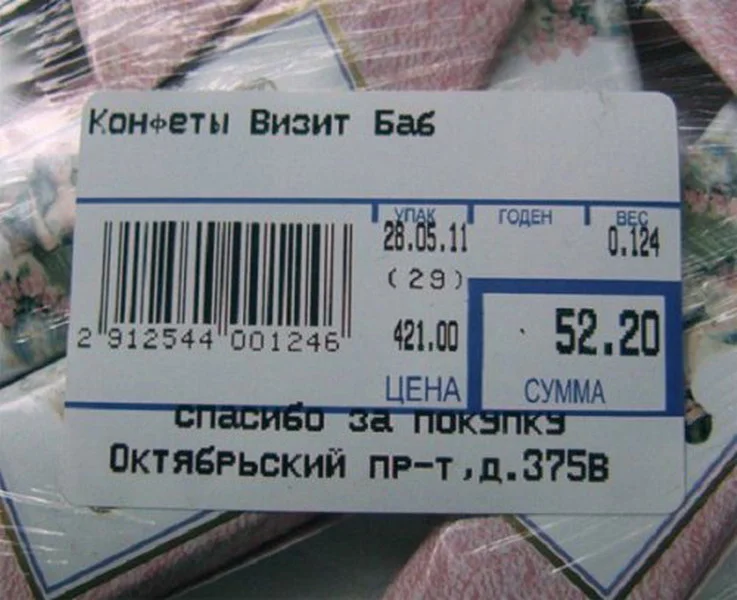 Конфеты Визит Баб
УПАК ГОДЕН ВЕС
28.05.11 0.124
(29)
2 912544 001246
421.00 52.20
ЦЕНА СУММА
спасибо за покупку
Октябрьский пр-т,д.375в